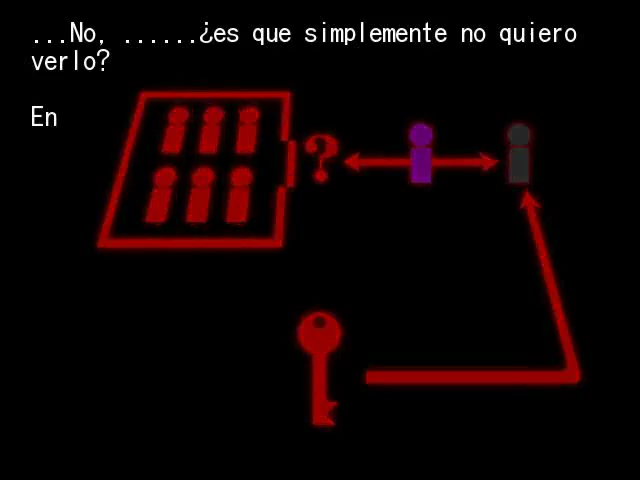 ...No, ......¿es que simplemente no quiero
verlo?
En
?